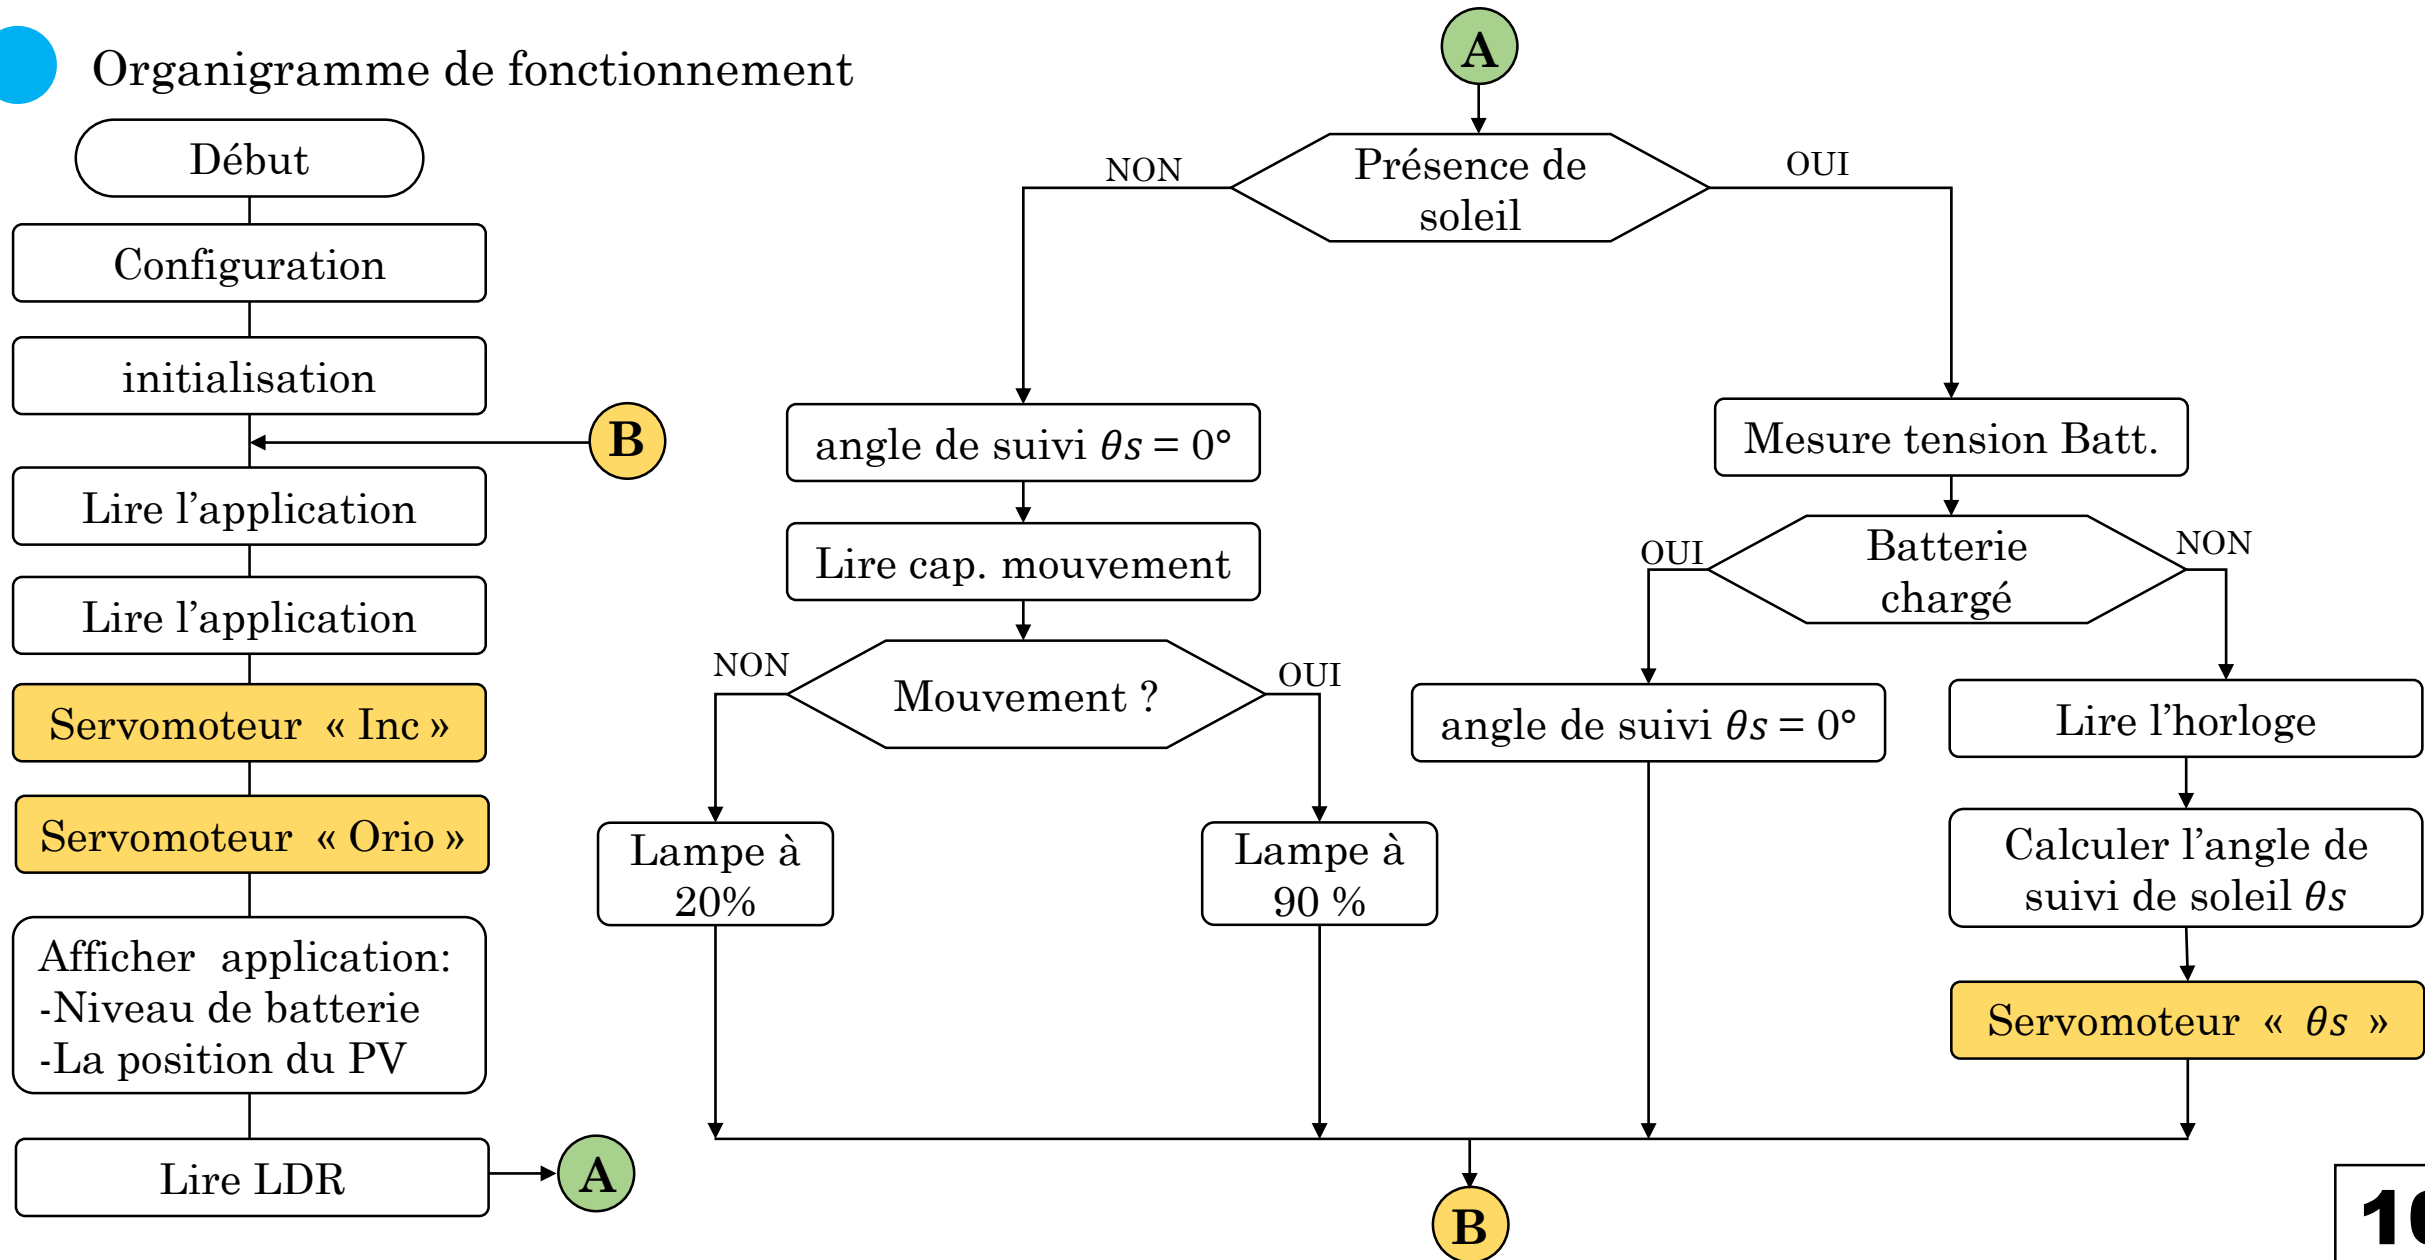 Organigramme de fonctionnement
Début
Configuration
initialisation
B
Lire l’application
Lire l’application
Servomoteur « Inc »
Servomoteur « Orio »
Afficher application:
-Niveau de batterie
-La position du PV
Lire LDR
A
A
Présence de
soleil
NON
OUI
angle de suivi θs = 0°
Lire cap. mouvement
Mouvement ?
NON
OUI
Lampe à
20%
Lampe à
90 %
Mesure tension Batt.
Batterie
chargé
OUI
NON
angle de suivi θs = 0°
Lire l’horloge
Calculer l’angle de
suivi de soleil θs
Servomoteur « θs »
B